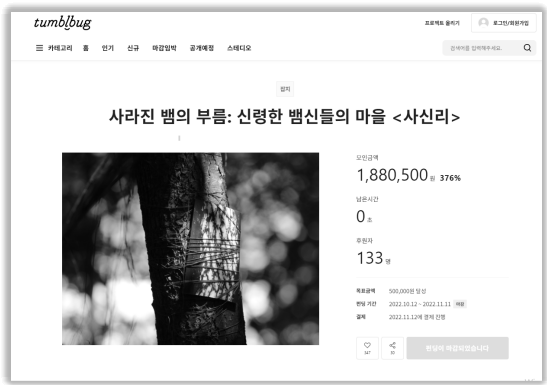 tumblbug
프로젝트 올리기
로그인/회원가입
카테고리 홈 인기 신규 마감임박 공개예정 스테디오
검색어를 입력해주세요.
잡지
사라진 뱀의 부름: 신령한 뱀신들의 마을 <사신리>
모인금액
1,880,500 원 376%
남은시간
0 초
후원자
133 명
목표금액 500,000원 달성
펀딩 기간 2022.10.12 ~ 2022.11.11 마감
결제 2022.11.12에 결제 진행
펀딩이 마감되었습니다